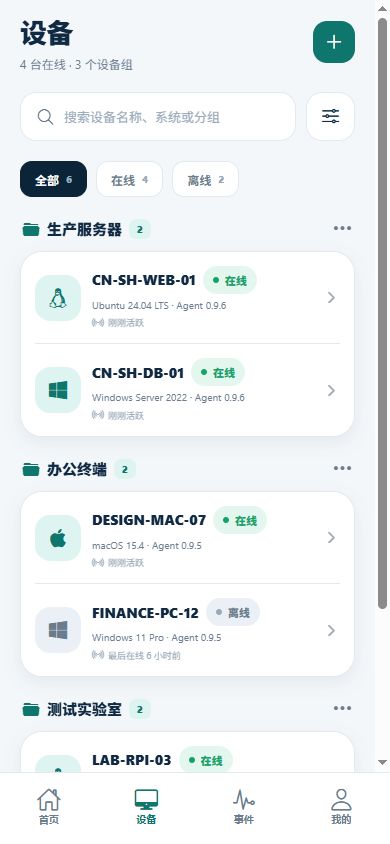 设备
4 台在线 · 3 个设备组
搜索设备名称、系统或分组
全部 6
在线 4
离线 2
生产服务器 2
CN-SH-WEB-01 在线
Ubuntu 24.04 LTS · Agent 0.9.6
刚刚活跃
CN-SH-DB-01 在线
Windows Server 2022 · Agent 0.9.6
刚刚活跃
办公终端 2
DESIGN-MAC-07 在线
macOS 15.4 · Agent 0.9.5
刚刚活跃
FINANCE-PC-12 离线
Windows 11 Pro · Agent 0.9.5
最后在线 6 小时前
测试实验室 2
LAB-RPI-03 在线
首页
设备
事件
我的